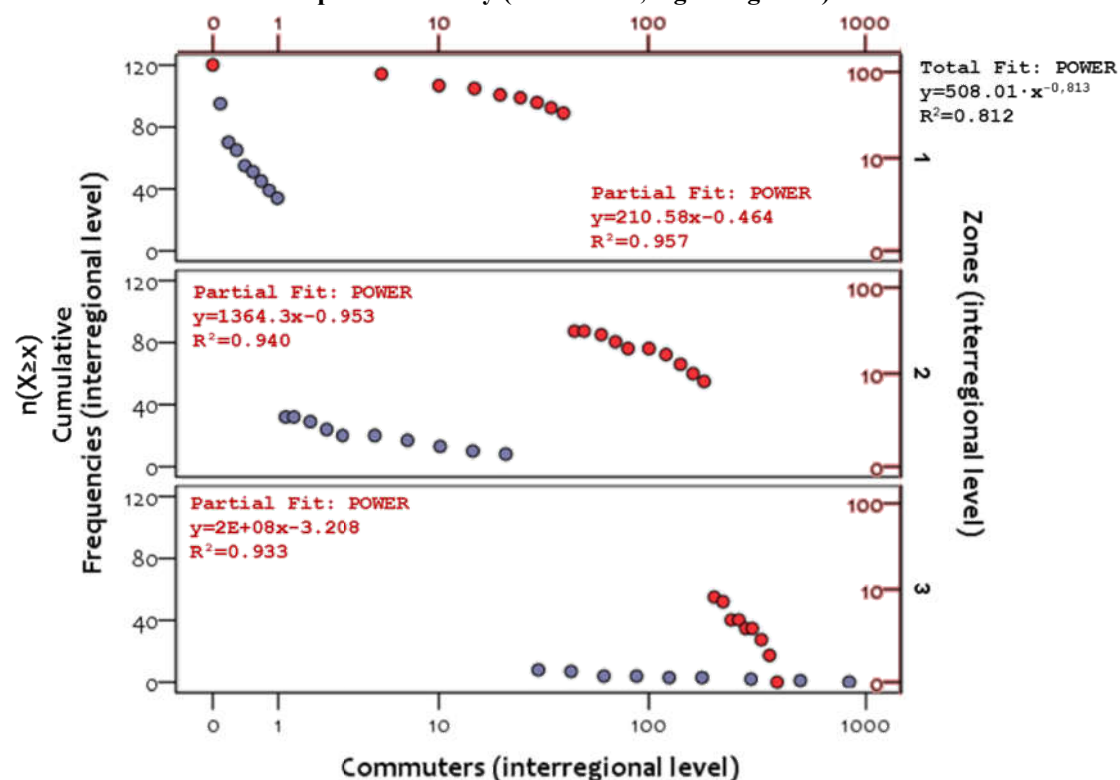 0 1 10 100 1000
120
80
40
0
100
10
0
1
Total Fit: POWER
y=508.01·x^-0,813
R²=0.812
Partial Fit: POWER
y=210.58x-0.464
R²=0.957
120
80
40
0
100
10
0
2
Partial Fit: POWER
y=1364.3x-0.953
R²=0.940
120
80
40
0
100
10
0
3
Partial Fit: POWER
y=2E+08x-3.208
R²=0.933
n(X≥x)
Cumulative
Frequencies (interregional level)
Zones (interregional level)
0 1 10 100 1000
Commuters (interregional level)